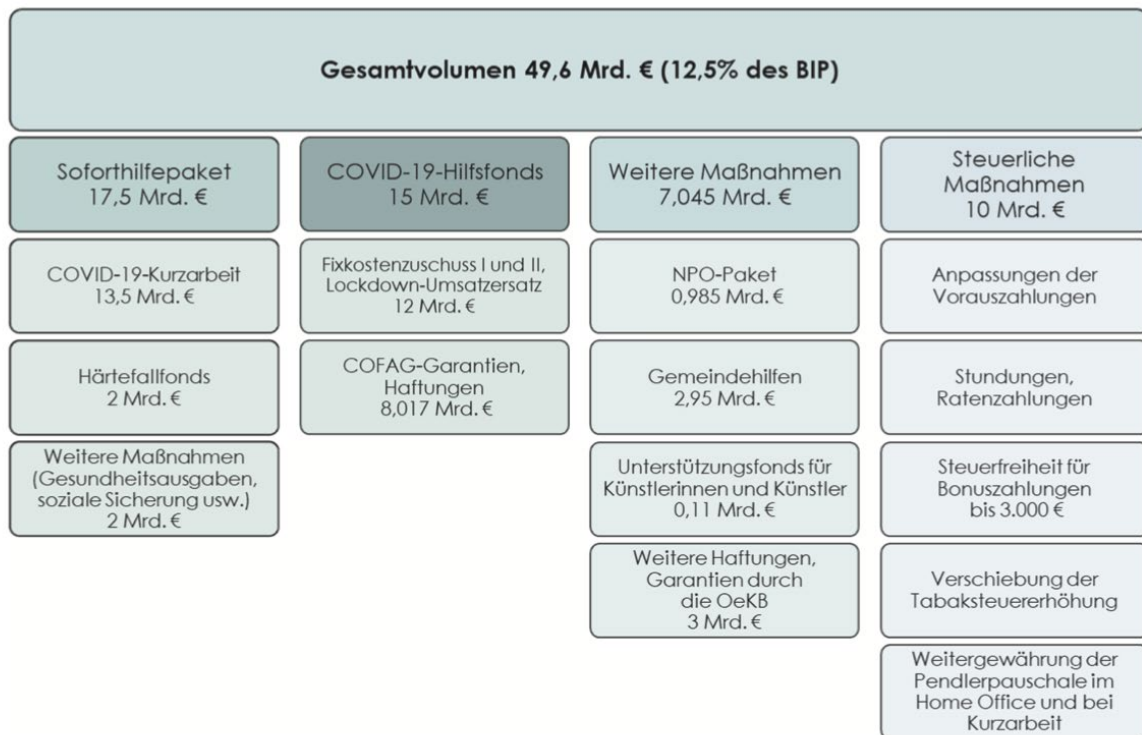 Gesamtvolumen 49,6 Mrd. € (12,5% des BIP)
Soforthilfepaket
17,5 Mrd. €
COVID-19-Kurzarbeit
13,5 Mrd. €
Härtefallfonds
2 Mrd. €
Weitere Maßnahmen
(Gesundheitsausgaben,
soziale Sicherung usw.)
2 Mrd. €
COVID-19-Hilfsfonds
15 Mrd. €
Fixkostenzuschuss I und II,
Lockdown-Umsatzersatz
12 Mrd. €
COFAG-Garantien,
Haftungen
8,017 Mrd. €
Weitere Maßnahmen
7,045 Mrd. €
NPO-Paket
0,985 Mrd. €
Gemeindehilfen
2,95 Mrd. €
Unterstützungsfonds für
Künstlerinnen und Künstler
0,11 Mrd. €
Weitere Haftungen,
Garantien durch
die OeKB
3 Mrd. €
Steuerliche
Maßnahmen
10 Mrd. €
Anpassungen der
Vorauszahlungen
Stundungen,
Ratenzahlungen
Steuerfreiheit für
Bonuszahlungen
bis 3.000 €
Verschiebung der
Tabaksteuererhöhung
Weitergewährung der
Pendlerpauschale im
Home Office und bei
Kurzarbeit